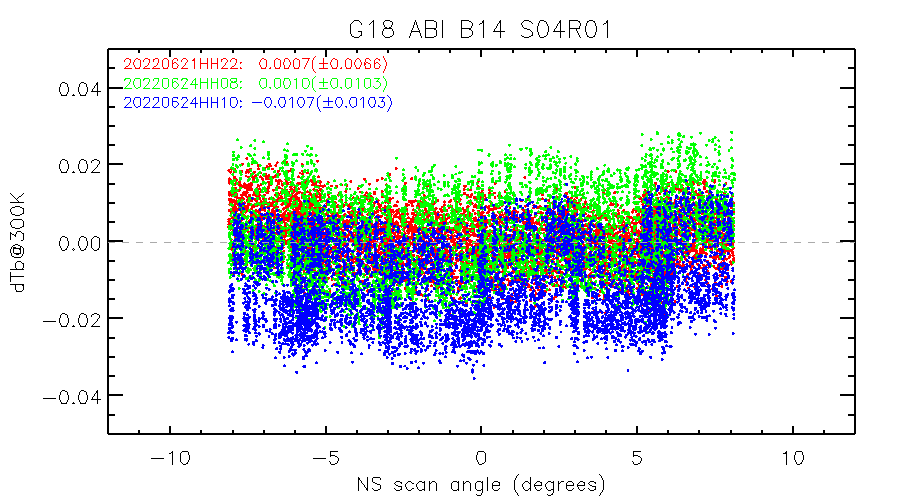 G18 ABI B14 S04R01
20220621HH22: 0.0007(±0.0066)
20220624HH08: 0.0010(±0.0103)
20220624HH10: −0.0107(±0.0103)
0.04
0.02
0.00
−0.02
−0.04
dTb@300K
−10 −5 0 5 10
NS scan angle (degrees)